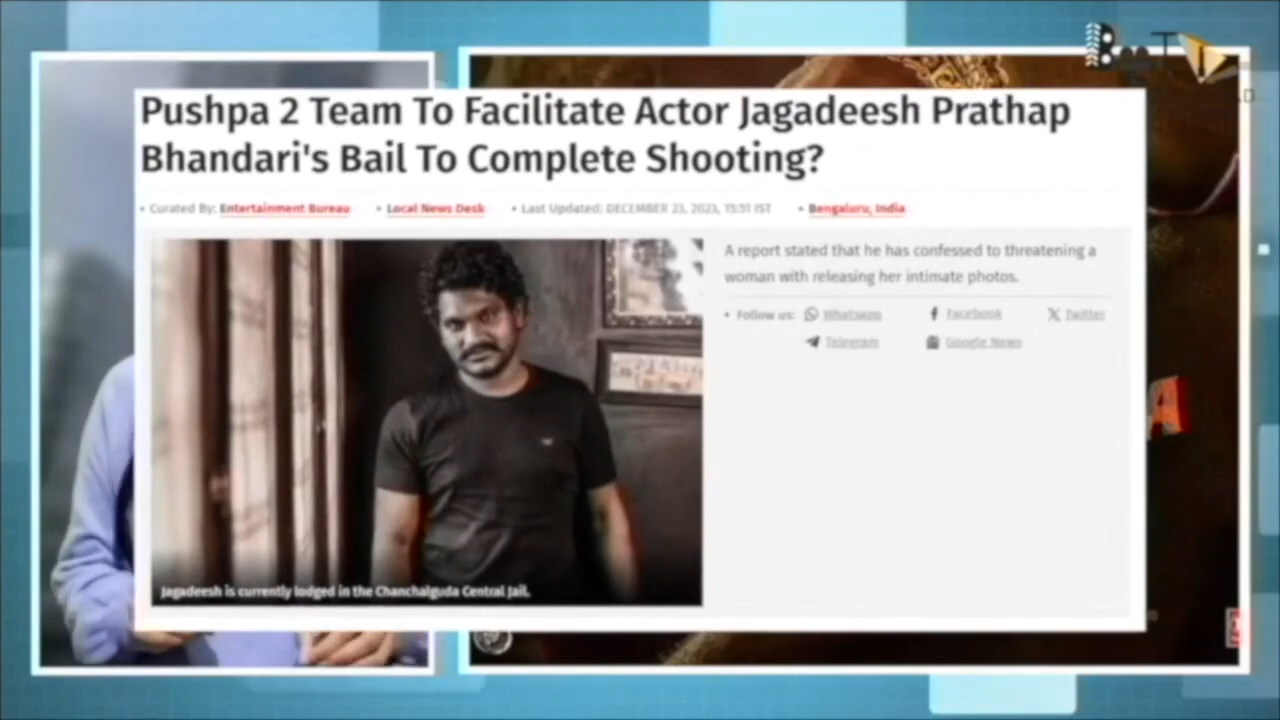 Pushpa 2 Team To Facilitate Actor Jagadeesh Prathap
Bhandari's Bail To Complete Shooting?
• Curated By: Entertainment Bureau • Local News Desk • Last Updated: DECEMBER 23, 2023, 15:51 IST • Bengaluru, India
A report stated that he has confessed to threatening a
woman with releasing her intimate photos.
• Follow us: Whatsapp Facebook Twitter
Telegram Google News
Jagadeesh is currently lodged in the Chanchalguda Central Jail.
A